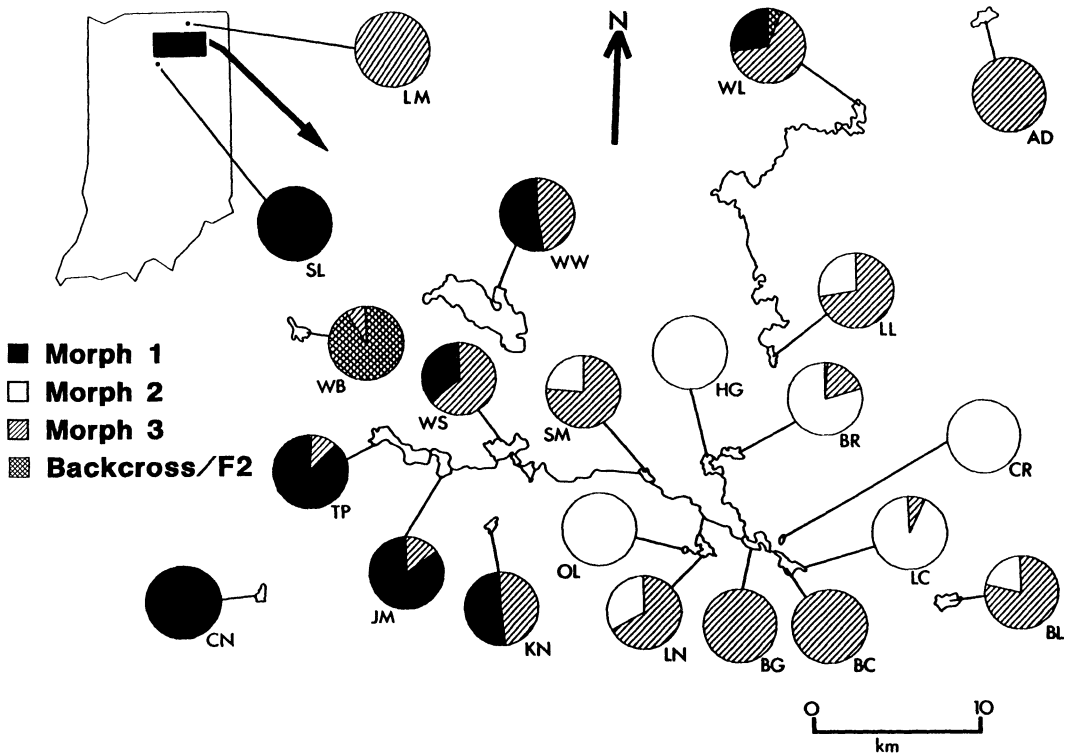 N
LM
WL
AD
SL
WW
LL
Morph 1
Morph 2
Morph 3
Backcross/F2
WB
WS
SM
HG
BR
CR
TP
OL
LC
JM
CN
KN
LN
BG
BC
BL
0 10
km